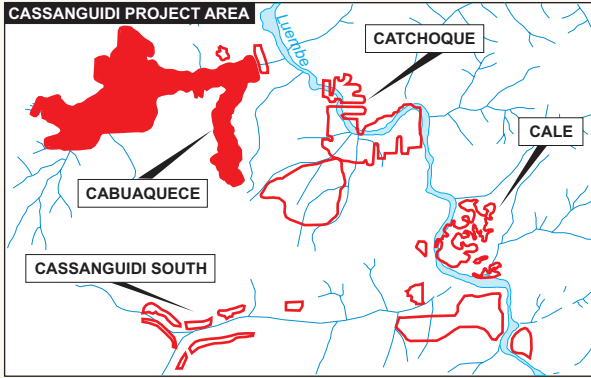 CASSANGUIDI PROJECT AREA
Luembe
CATCHOQUE
CALE
CABUAQUECE
CASSANGUIDI SOUTH